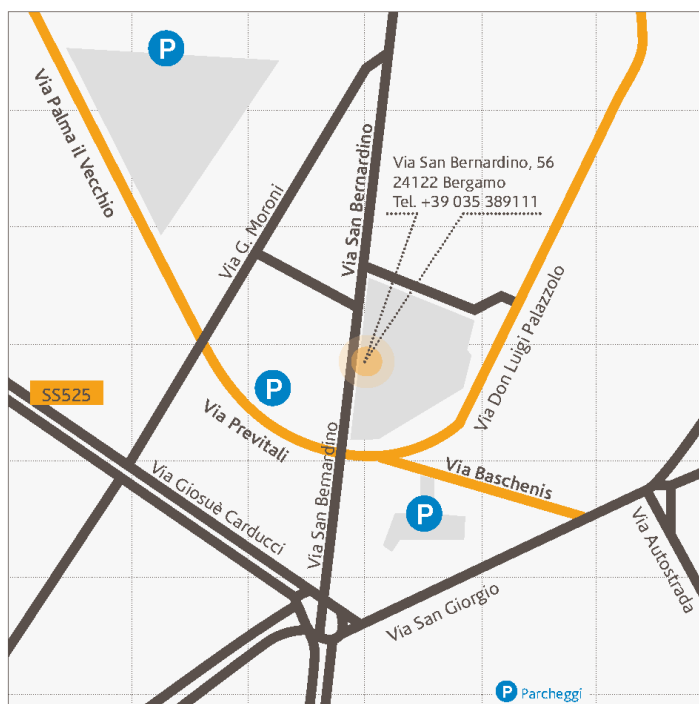 P
Via Palma il Vecchio
Via G. Moroni
Via San Bernardino
Via San Bernardino, 56
24122 Bergamo
Tel. +39 035 389111
Via Don Luigi Palazzolo
SS525
P
Via Previtali
Via San Bernardino
Via Baschenis
Via Giosuè Carducci
P
Via Autostrada
Via San Giorgio
P Parcheggi